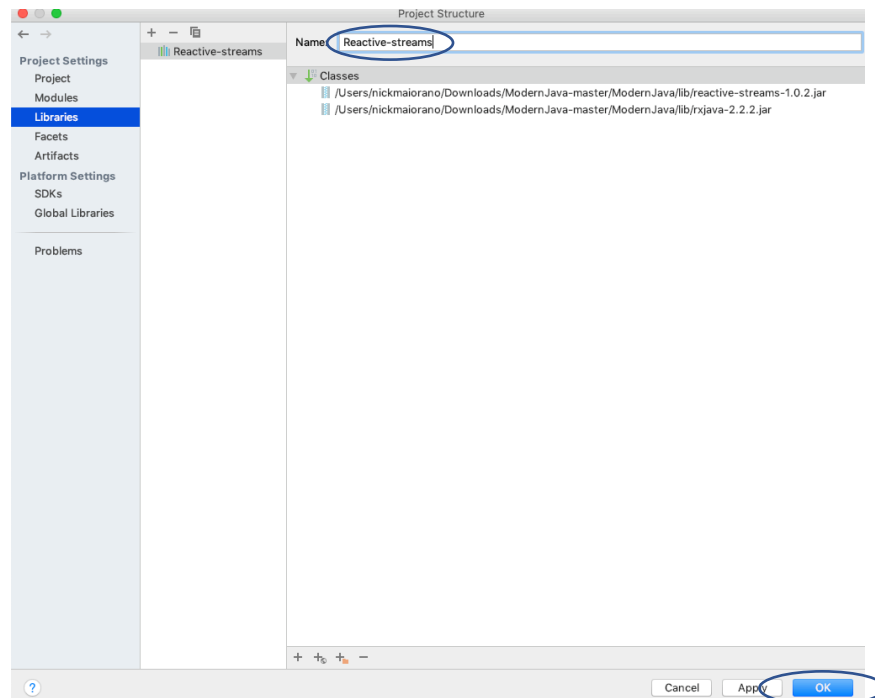 Project Structure
Project Settings
Project
Modules
Libraries
Facets
Artifacts
Platform Settings
SDKs
Global Libraries
Problems
Reactive-streams
Name: Reactive-streams
Classes
/Users/nickmaiorano/Downloads/ModernJava-master/ModernJava/lib/reactive-streams-1.0.2.jar
/Users/nickmaiorano/Downloads/ModernJava-master/ModernJava/lib/rxjava-2.2.2.jar
?
Cancel Apply OK